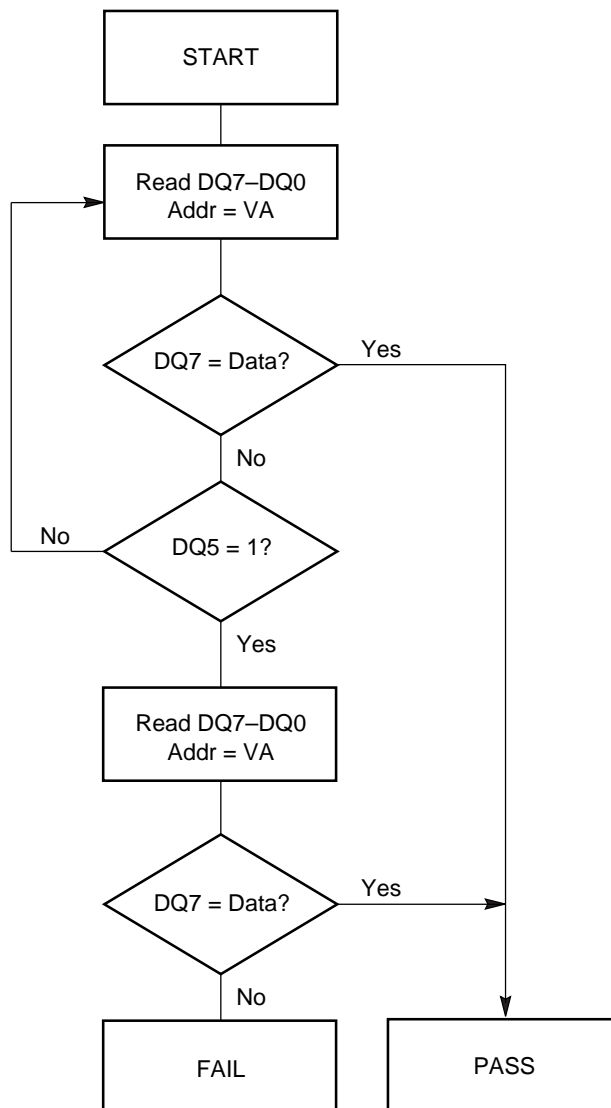 START
Read DQ7–DQ0
Addr = VA
DQ7 = Data?
Yes
No
No
DQ5 = 1?
Yes
Read DQ7–DQ0
Addr = VA
DQ7 = Data?
Yes
No
FAIL
PASS